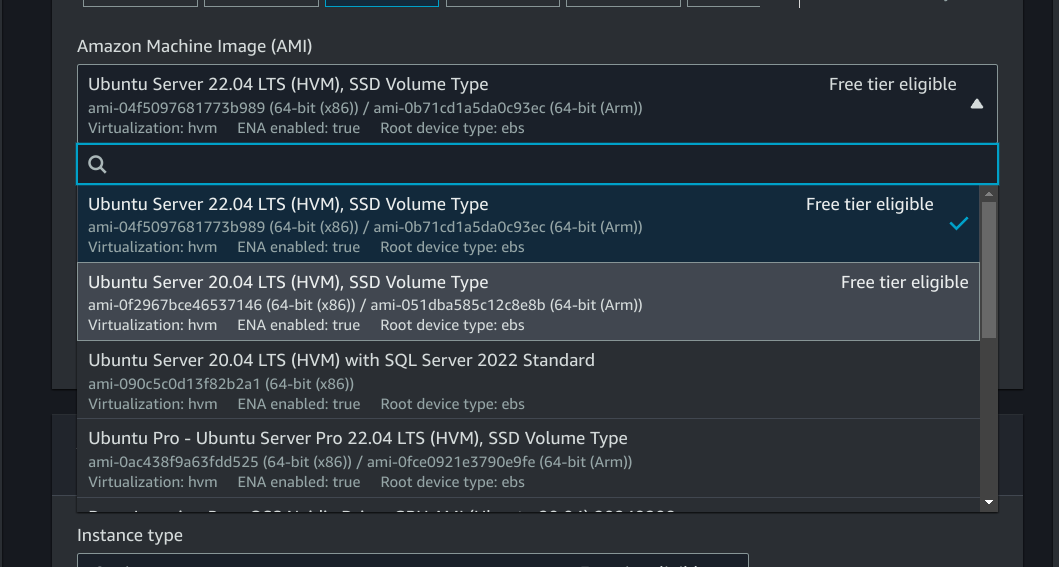 Amazon Machine Image (AMI)
Ubuntu Server 22.04 LTS (HVM), SSD Volume Type Free tier eligible
ami-04f5097681773b989 (64-bit (x86)) / ami-0b71cd1a5da0c93ec (64-bit (Arm))
Virtualization: hvm ENA enabled: true Root device type: ebs
Ubuntu Server 22.04 LTS (HVM), SSD Volume Type Free tier eligible
ami-04f5097681773b989 (64-bit (x86)) / ami-0b71cd1a5da0c93ec (64-bit (Arm))
Virtualization: hvm ENA enabled: true Root device type: ebs
Ubuntu Server 20.04 LTS (HVM), SSD Volume Type Free tier eligible
ami-0f2967bce46537146 (64-bit (x86)) / ami-051dba585c12c8e8b (64-bit (Arm))
Virtualization: hvm ENA enabled: true Root device type: ebs
Ubuntu Server 20.04 LTS (HVM) with SQL Server 2022 Standard
ami-090c5c0d13f82b2a1 (64-bit (x86))
Virtualization: hvm ENA enabled: true Root device type: ebs
Ubuntu Pro - Ubuntu Server Pro 22.04 LTS (HVM), SSD Volume Type
ami-0ac438f9a63fdd525 (64-bit (x86)) / ami-0fce0921e3790e9fe (64-bit (Arm))
Virtualization: hvm ENA enabled: true Root device type: ebs
Instance type